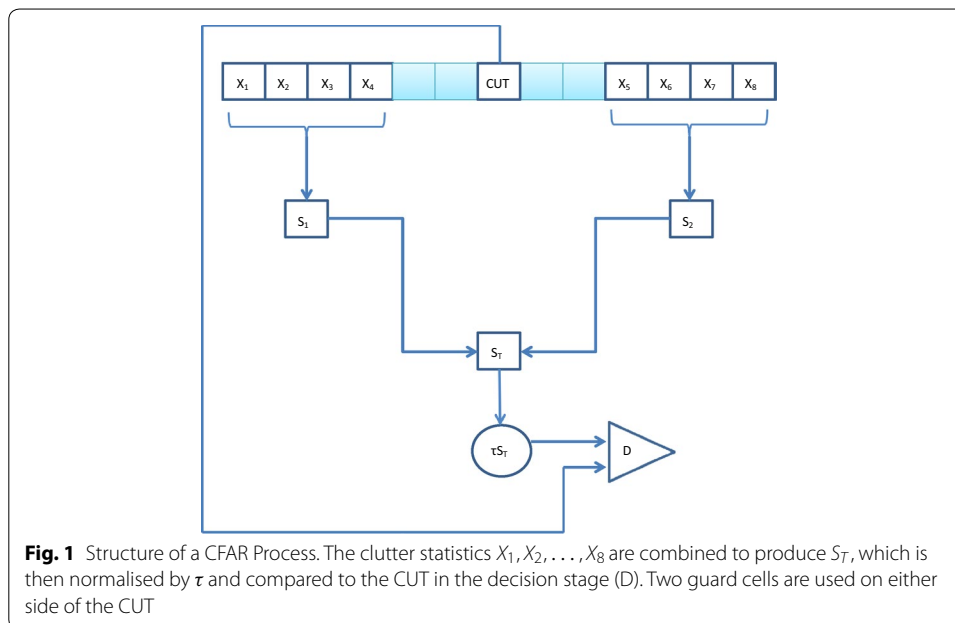 X₁ X₂ X₃ X₄ CUT X₅ X₆ X₇ X₈
S₁ S₂
S_T
τS_T D
Fig. 1 Structure of a CFAR Process. The clutter statistics X₁, X₂, . . . , X₈ are combined to produce S_T, which is
then normalised by τ and compared to the CUT in the decision stage (D). Two guard cells are used on either
side of the CUT